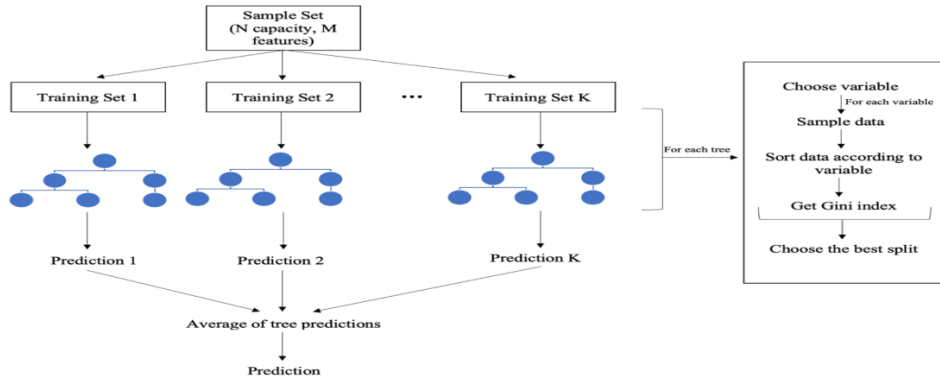 Sample Set
(N capacity, M
features)
Training Set 1
Training Set 2
...
Training Set K
Prediction 1
Prediction 2
Prediction K
Average of tree predictions
Prediction
For each tree
Choose variable
For each variable
Sample data
Sort data according to
variable
Get Gini index
Choose the best split